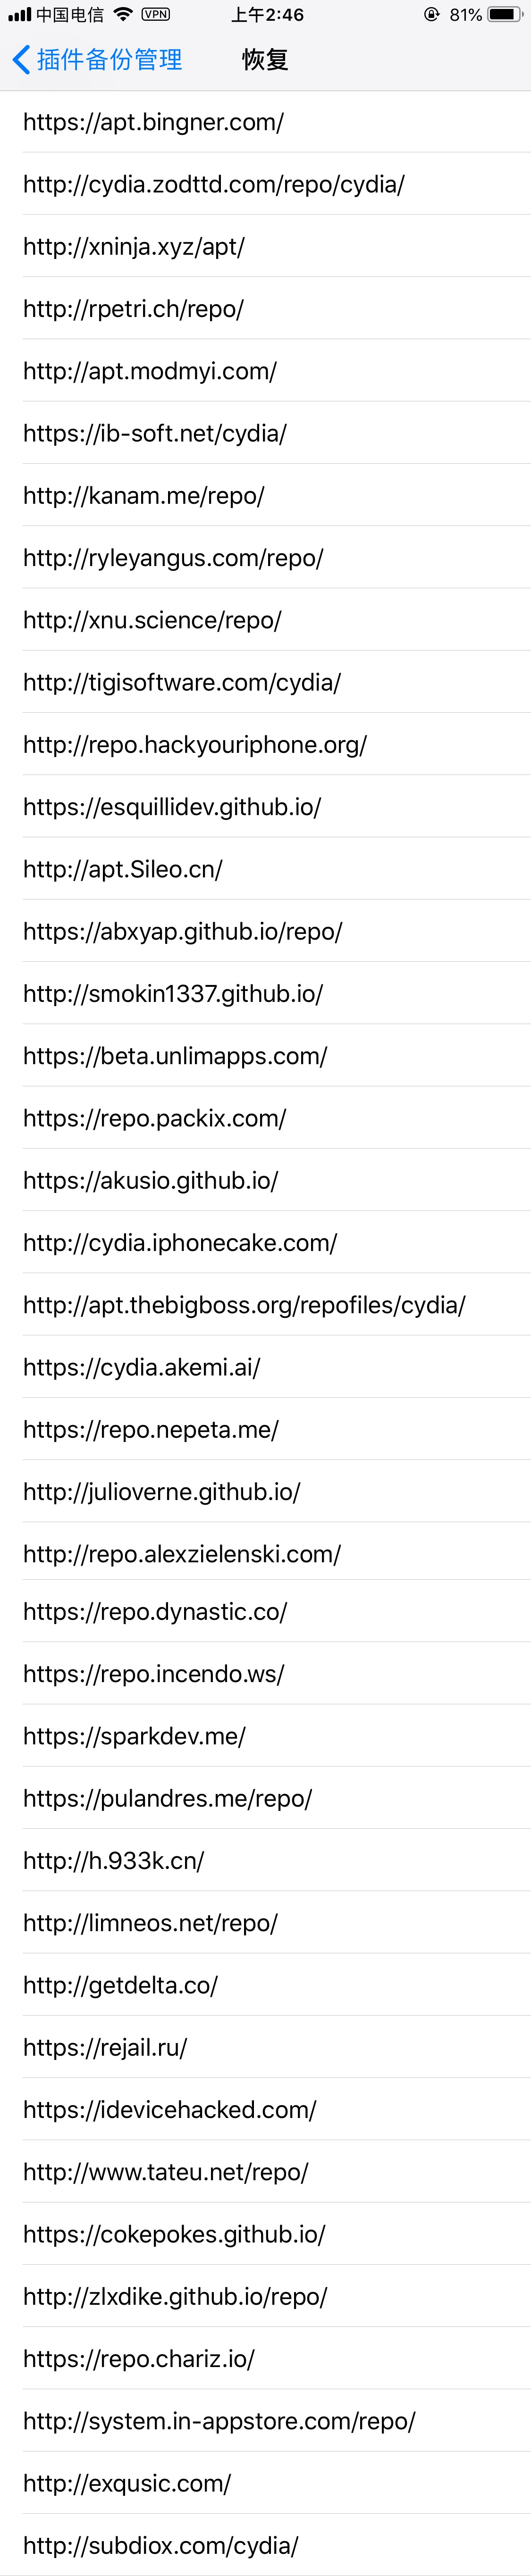 中国电信 VPN 上午2:46 81%
插件备份管理 恢复
https://apt.bingner.com/
http://cydia.zodttd.com/repo/cydia/
http://xninja.xyz/apt/
http://rpetri.ch/repo/
http://apt.modmyi.com/
https://ib-soft.net/cydia/
http://kanam.me/repo/
http://ryleyangus.com/repo/
http://xnu.science/repo/
http://tigisoftware.com/cydia/
http://repo.hackyouriphone.org/
https://esquillidev.github.io/
http://apt.Sileo.cn/
https://abxyap.github.io/repo/
http://smokin1337.github.io/
https://beta.unlimapps.com/
https://repo.packix.com/
https://akusio.github.io/
http://cydia.iphonecake.com/
http://apt.thebigboss.org/repofiles/cydia/
https://cydia.akemi.ai/
https://repo.nepeta.me/
http://julioverne.github.io/
http://repo.alexzielenski.com/
https://repo.dynastic.co/
https://repo.incendo.ws/
https://sparkdev.me/
https://pulandres.me/repo/
http://h.933k.cn/
http://limneos.net/repo/
http://getdelta.co/
https://rejail.ru/
https://idevicehacked.com/
http://www.tateu.net/repo/
https://cokepokes.github.io/
http://zlxdike.github.io/repo/
https://repo.chariz.io/
http://system.in-appstore.com/repo/
http://exqusic.com/
http://subdiox.com/cydia/